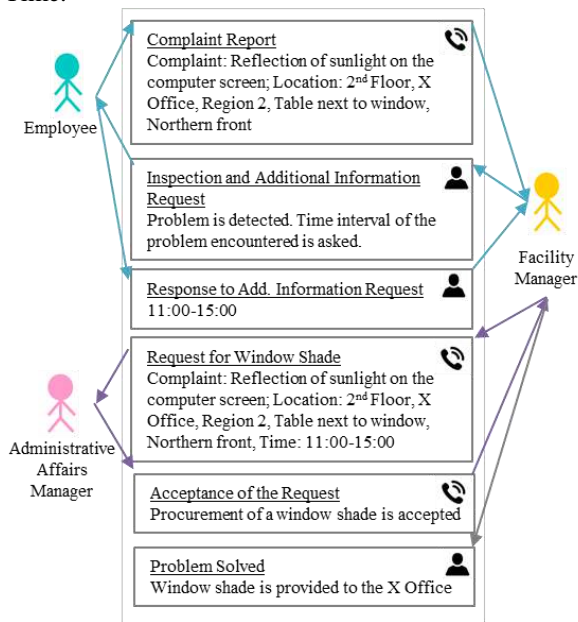 Time.
Complaint Report
Complaint: Reflection of sunlight on the
computer screen; Location: 2nd Floor, X
Office, Region 2, Table next to window,
Northern front
Employee
Inspection and Additional Information
Request
Problem is detected. Time interval of the
problem encountered is asked.
Facility
Manager
Response to Add. Information Request
11:00-15:00
Request for Window Shade
Complaint: Reflection of sunlight on the
computer screen; Location: 2nd Floor, X
Office, Region 2, Table next to window,
Northern front, Time: 11:00-15:00
Administrative
Affairs
Manager
Acceptance of the Request
Procurement of a window shade is accepted
Problem Solved
Window shade is provided to the X Office